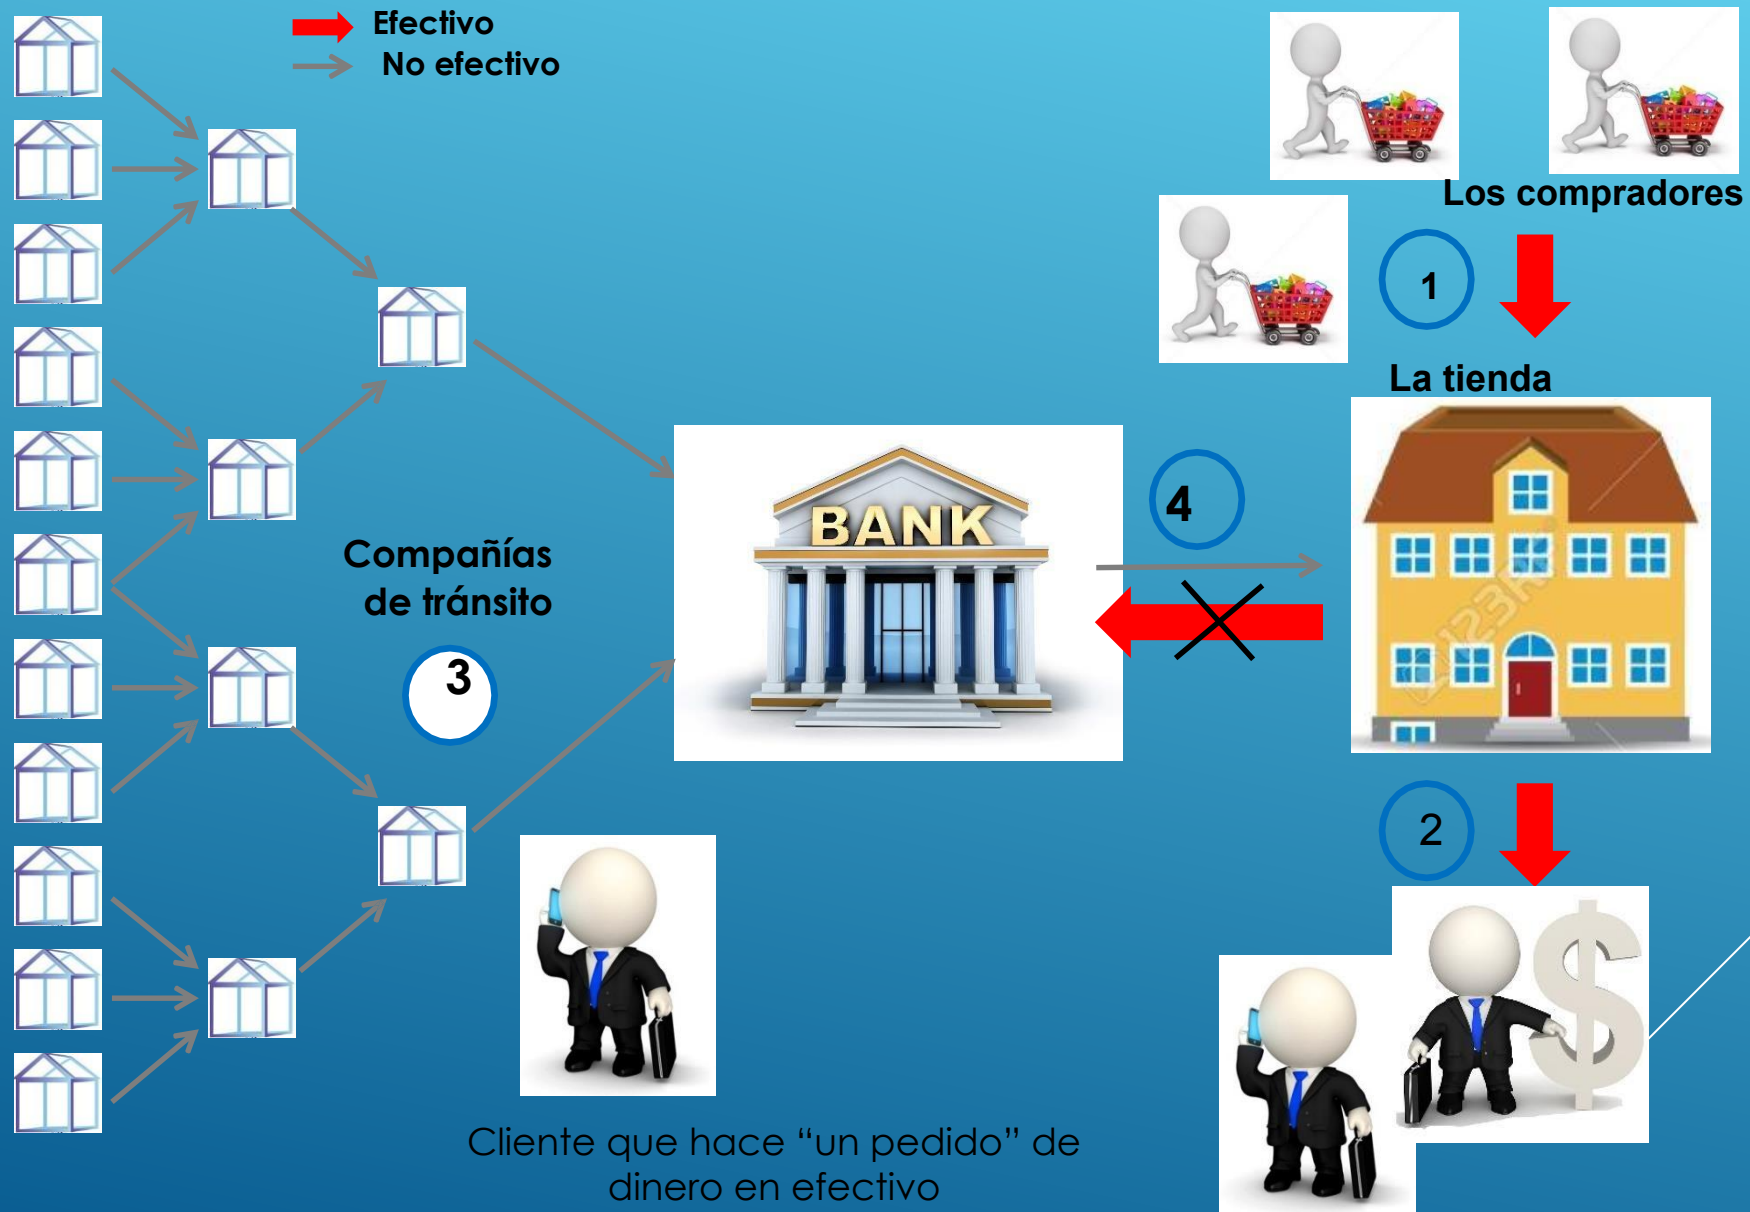 Efectivo
No efectivo
Los compradores
1
La tienda
BANK
4
Compañías
de tránsito
3
2
Cliente que hace “un pedido” de
dinero en efectivo
123RF